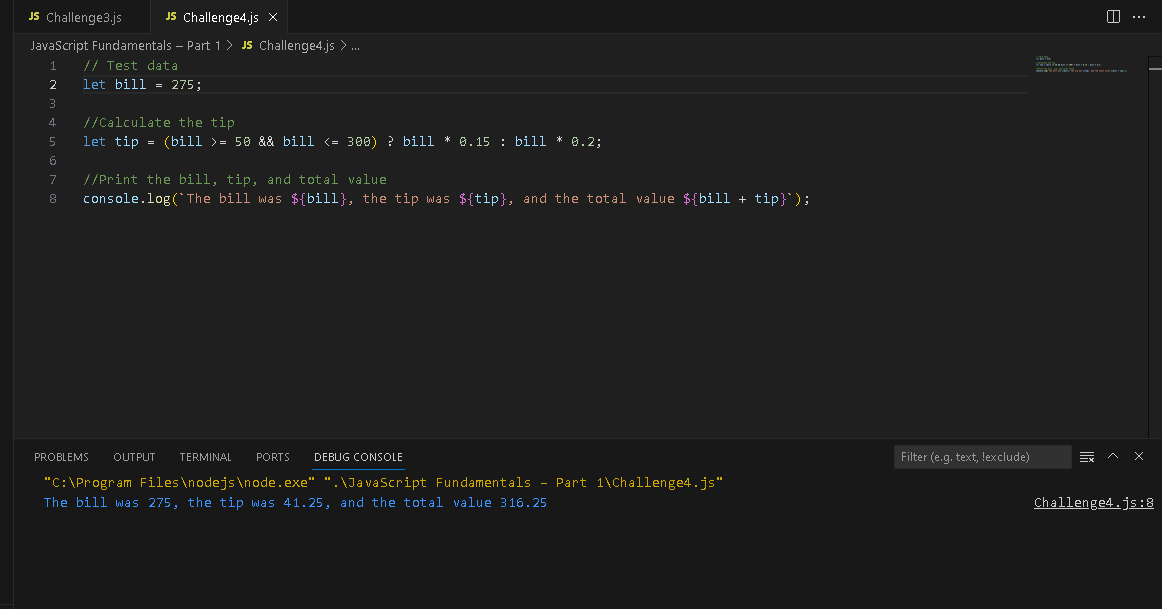 JS Challenge3.js
JS Challenge4.js
JavaScript Fundamentals – Part 1 > JS Challenge4.js > ...
1 // Test data
2 let bill = 275;
3
4 //Calculate the tip
5 let tip = (bill >= 50 && bill <= 300) ? bill * 0.15 : bill * 0.2;
6
7 //Print the bill, tip, and total value
8 console.log(`The bill was ${bill}, the tip was ${tip}, and the total value ${bill + tip}`);
PROBLEMS OUTPUT TERMINAL PORTS DEBUG CONSOLE Filter (e.g. text, !exclude)
"C:\Program Files\nodejs\node.exe" ".\JavaScript Fundamentals – Part 1\Challenge4.js"
The bill was 275, the tip was 41.25, and the total value 316.25 Challenge4.js:8